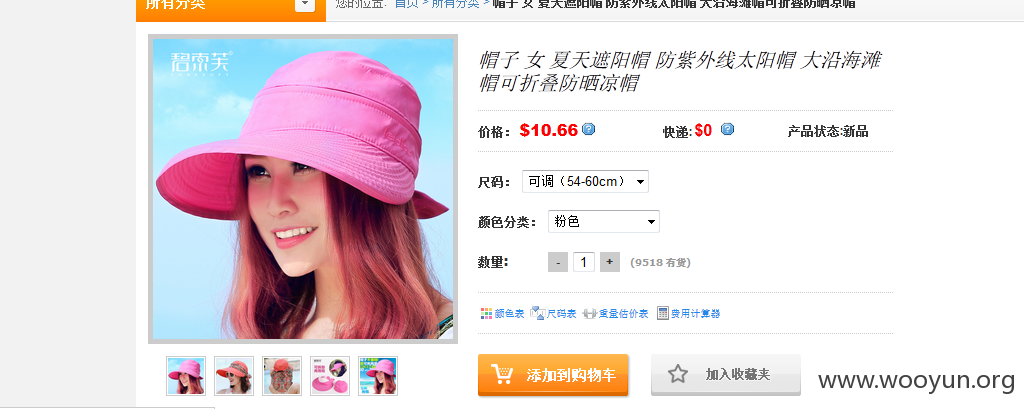 所有分类
您的位置: 首页 > 所有分类 > 帽子 女 夏天遮阳帽 防紫外线太阳帽 大沿海滩帽可折叠防晒凉帽
碧索芙
帽子 女 夏天遮阳帽 防紫外线太阳帽 大沿海滩
帽可折叠防晒凉帽
价格: $10.66 快递: $0 产品状态:新品
尺码: 可调（54-60cm）
颜色分类: 粉色
数量: - 1 + (9518 有货)
颜色表 尺码表 重量估价表 费用计算器
添加到购物车 加入收藏夹
www.wooyun.org